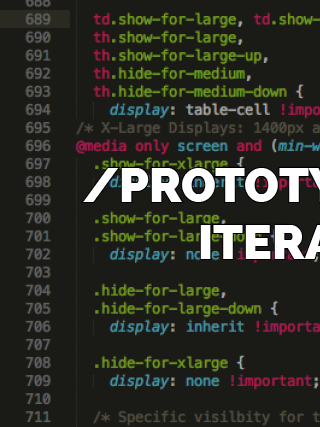 688
689 td.show-for-large, td.show-
690 th.show-for-large,
691 th.show-for-large-up,
692 th.hide-for-medium,
693 th.hide-for-medium-down {
694 display: table-cell !impo
695 /* X-Large Displays: 1400px a
696 @media only screen and (min-w
697 .show-for-xlarge {
698
699
/PROTOTY
ITERA
700 .show-for-large,
701 .show-for-large
702 display: no
703
704 .hide-for-large,
705 .hide-for-large-down {
706 display: inherit !importa
707
708 .hide-for-xlarge {
709 display: none !important;
710
711 /* Specific visilbity for t